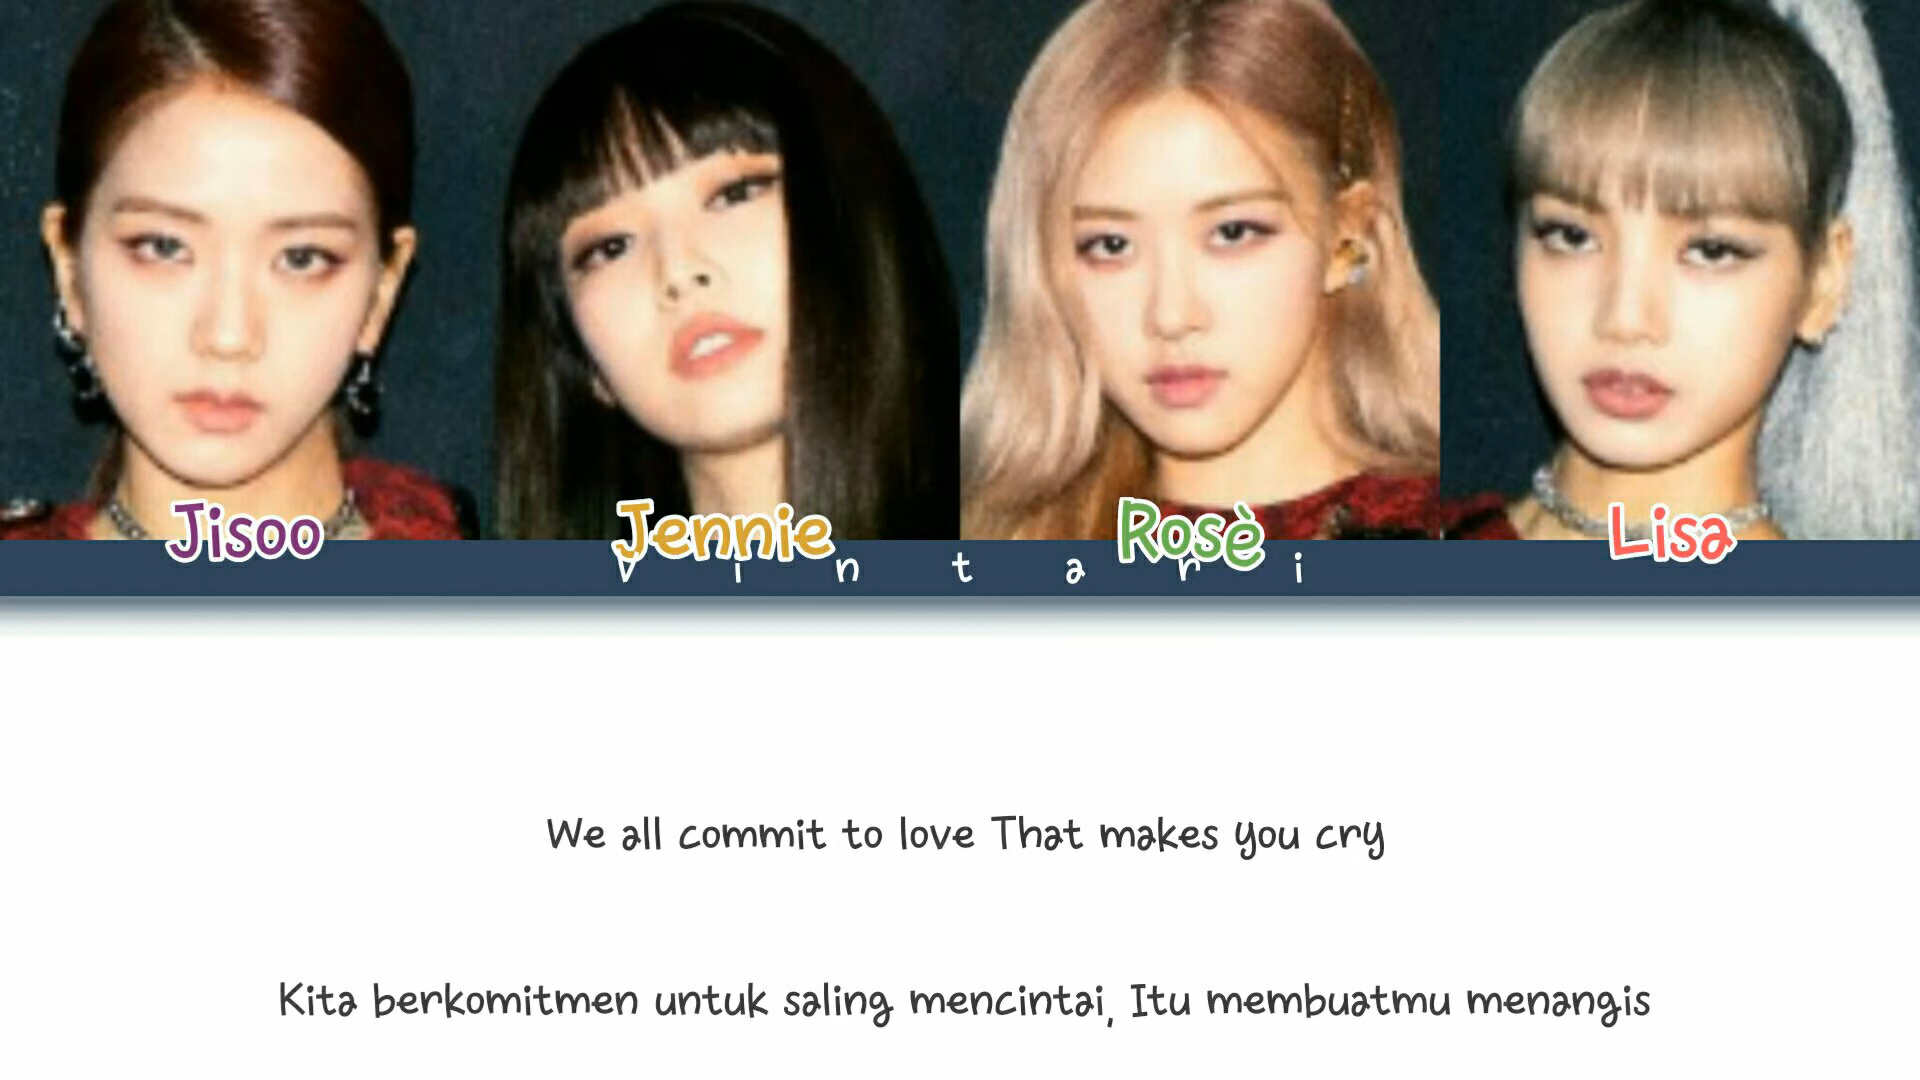 Jisoo
Jennie
Rosè
Lisa
v i n t a r i
We all commit to love That makes you cry
Kita berkomitmen untuk saling mencintai, Itu membuatmu menangis